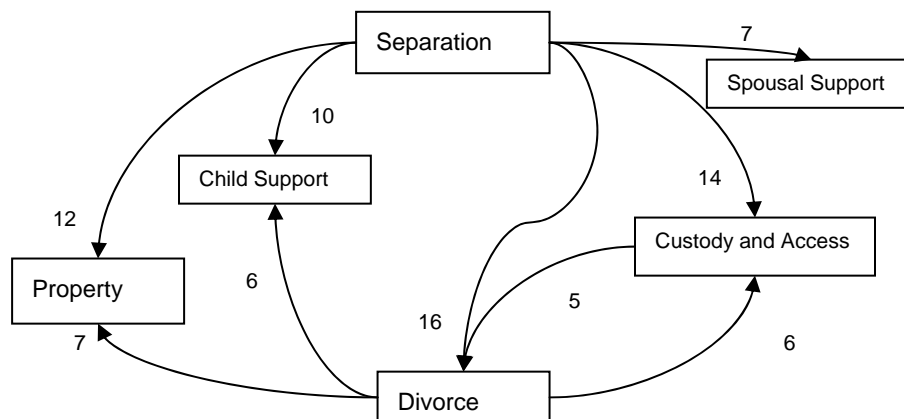 Separation
7
Spousal Support
10
Child Support
14
12
Custody and Access
Property
6
5
16
7
6
Divorce